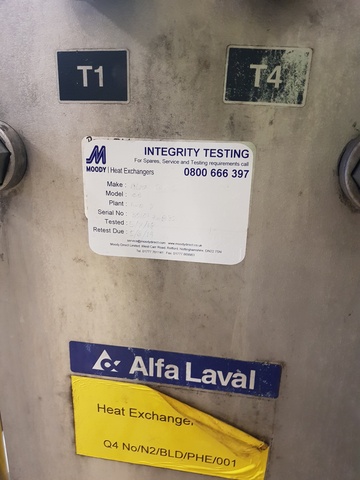 T1
T4
INTEGRITY TESTING
For Spares, Service and Testing requirements call
M
MOODY Heat Exchangers
0800 666 397
Make :
Model :
Plant :
Serial No :
Tested :
Retest Due :
Alfa Laval
Heat Exchanger
Q4 No/N2/BLD/PHE/001